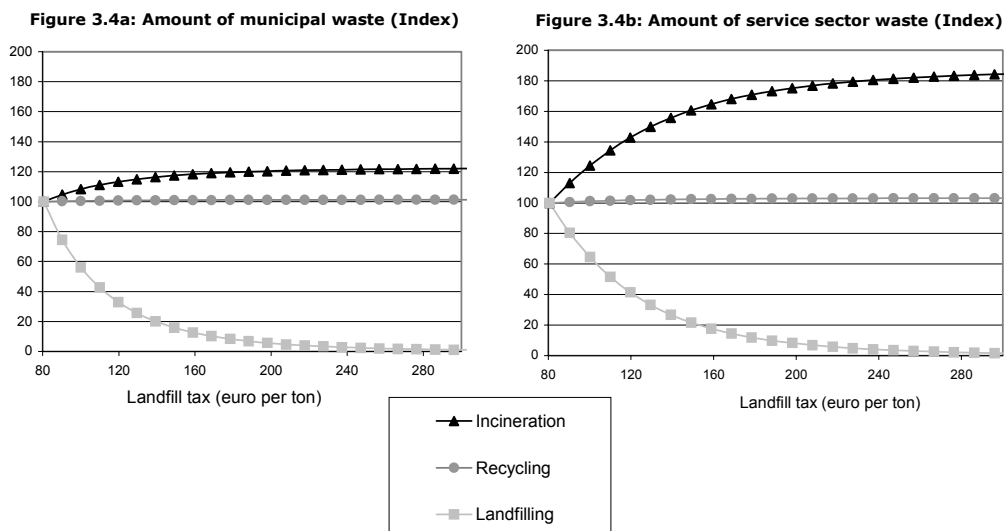 Figure 3.4a: Amount of municipal waste (Index)
200
180
160
140
120
100
80
60
40
20
0
80 120 160 200 240 280
Landfill tax (euro per ton)
Figure 3.4b: Amount of service sector waste (Index)
200
180
160
140
120
100
80
60
40
20
0
80 120 160 200 240 280
Landfill tax (euro per ton)
Incineration
Recycling
Landfilling